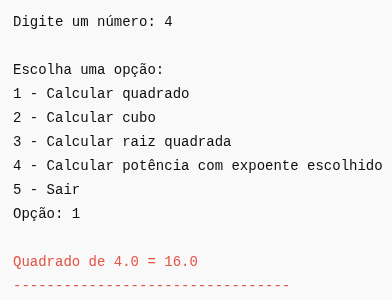 Digite um número: 4
Escolha uma opção:
1 - Calcular quadrado
2 - Calcular cubo
3 - Calcular raiz quadrada
4 - Calcular potência com expoente escolhido
5 - Sair
Opção: 1
Quadrado de 4.0 = 16.0
---------------------------------